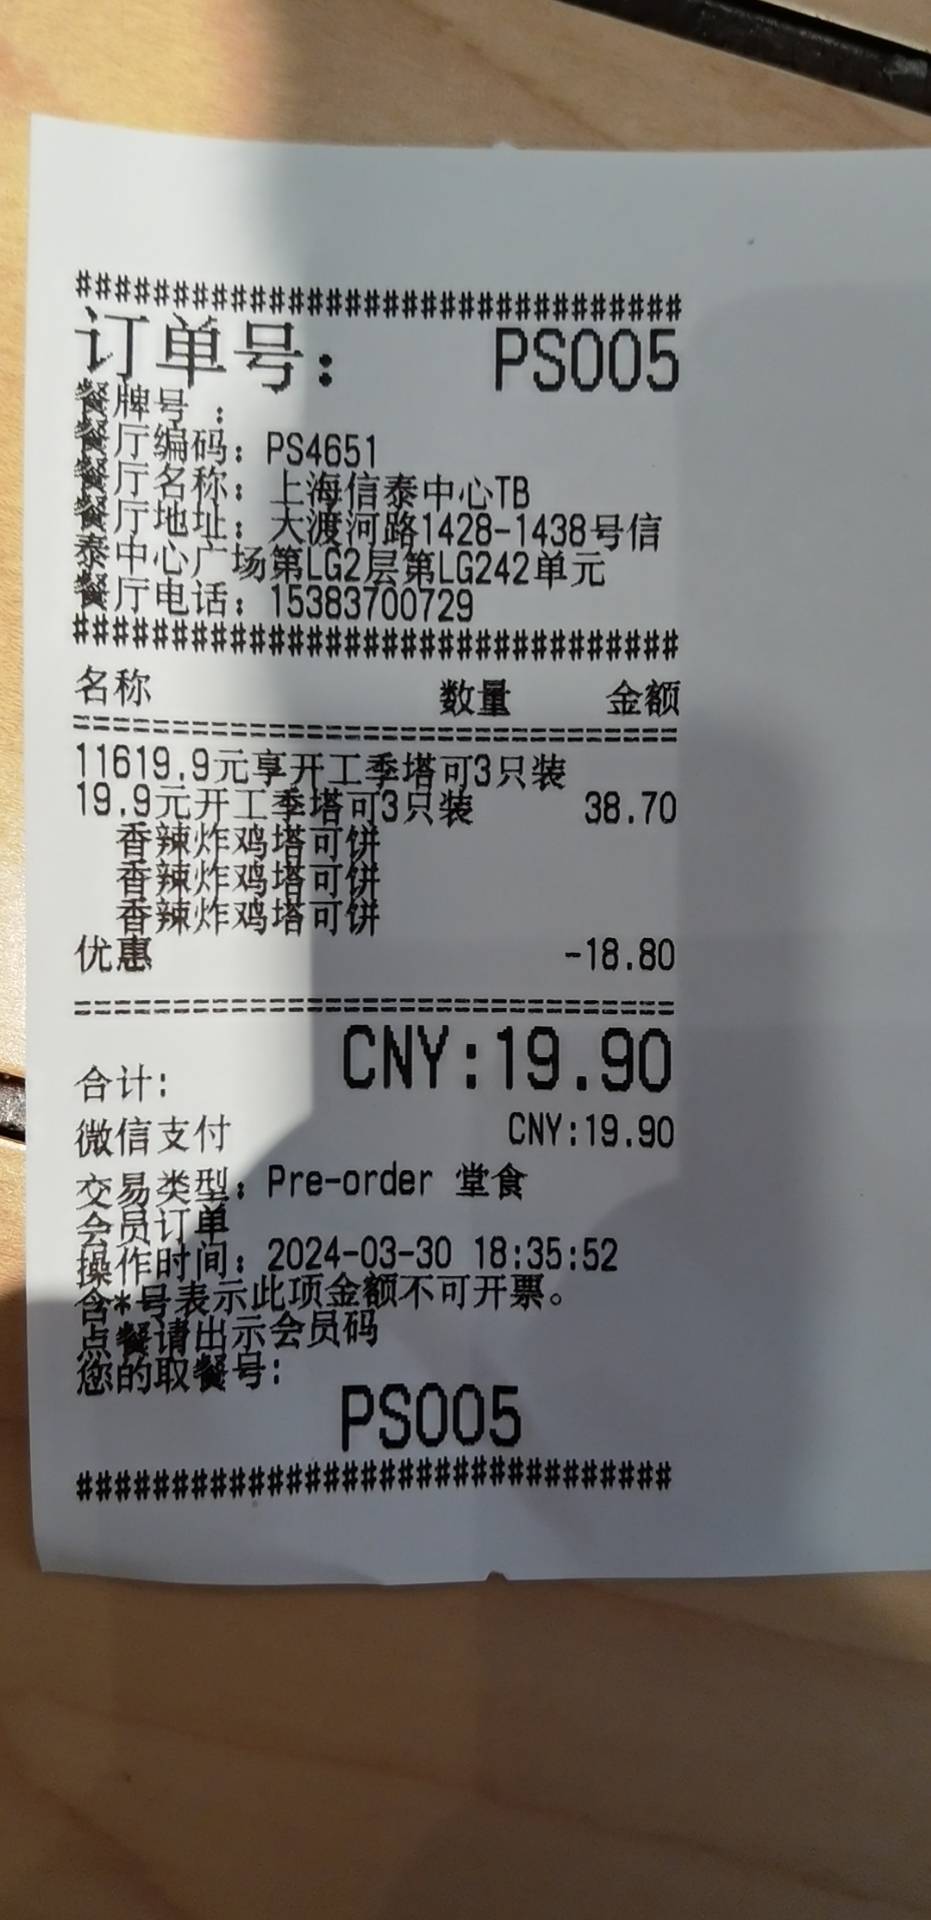 ################################
订单号: PS005
餐牌号 :
餐厅编码: PS4651
餐厅名称: 上海信泰中心TB
餐厅地址: 大渡河路1428-1438号信
泰中心广场第LG2层第LG242单元
餐厅电话: 15383700729
################################
名称 数量 金额
================================
11619.9元享开工季塔可3只装
19.9元开工季塔可3只装 38.70
香辣炸鸡塔可饼
香辣炸鸡塔可饼
香辣炸鸡塔可饼
优惠 -18.80
================================
合计: CNY:19.90
微信支付 CNY:19.90
交易类型: Pre-order 堂食
会员订单
操作时间: 2024-03-30 18:35:52
含*号表示此项金额不可开票。
点餐请出示会员码
您的取餐号:
PS005
################################